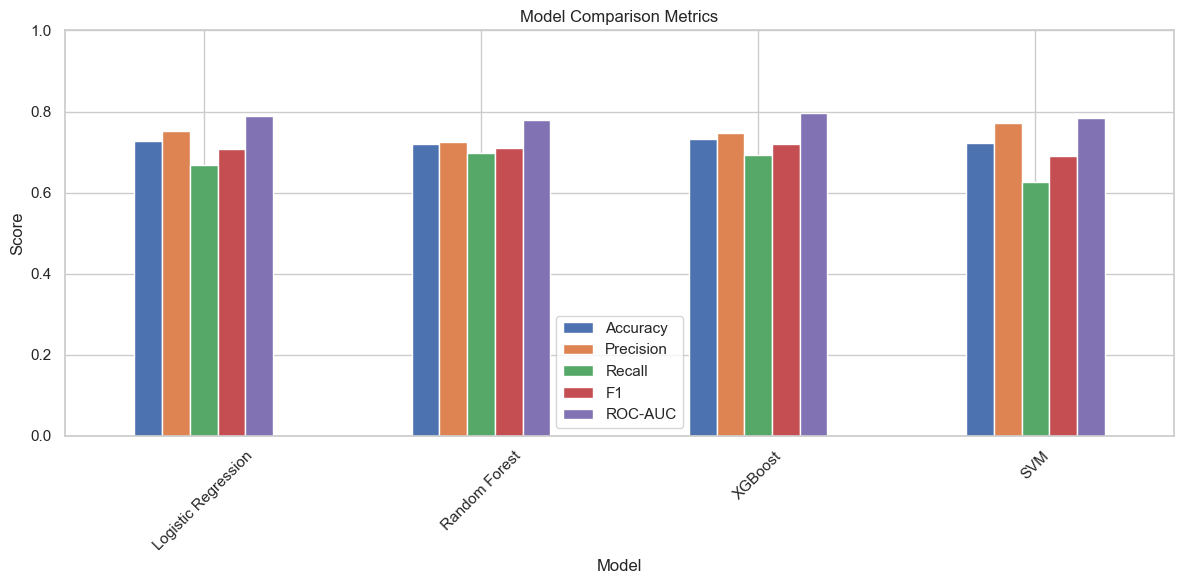 Model Comparison Metrics
1.0
0.8
0.6
0.4
0.2
0.0
Score
Accuracy
Precision
Recall
F1
ROC-AUC
Logistic Regression
Random Forest
XGBoost
SVM
Model